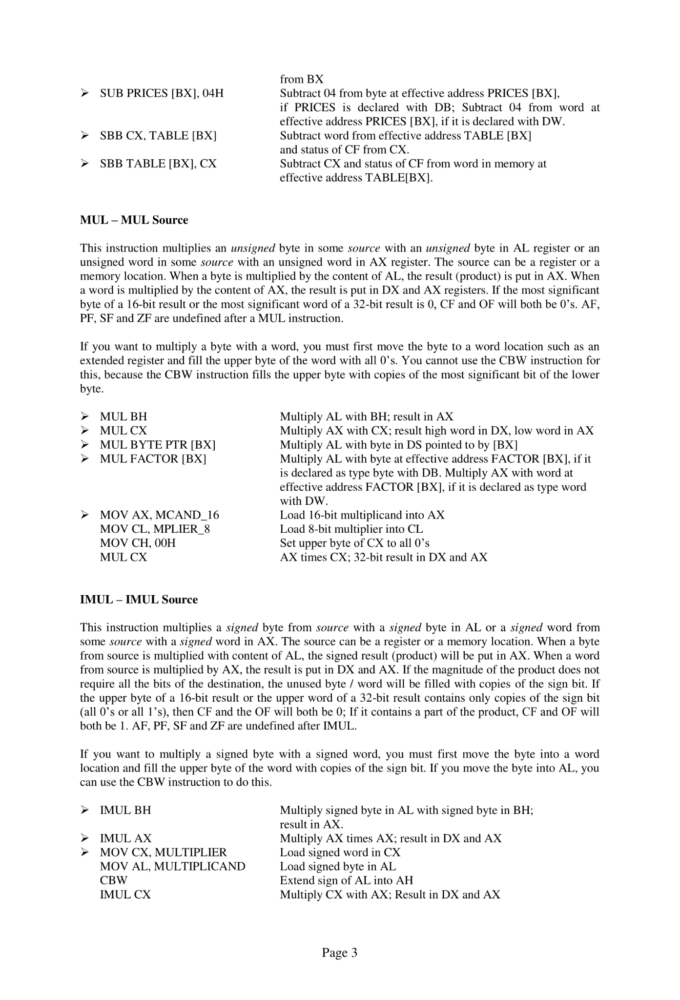 from BX
➢ SUB PRICES [BX], 04H Subtract 04 from byte at effective address PRICES [BX],
if PRICES is declared with DB; Subtract 04 from word at
effective address PRICES [BX], if it is declared with DW.
➢ SBB CX, TABLE [BX] Subtract word from effective address TABLE [BX]
and status of CF from CX.
➢ SBB TABLE [BX], CX Subtract CX and status of CF from word in memory at
effective address TABLE[BX].
MUL – MUL Source
This instruction multiplies an unsigned byte in some source with an unsigned byte in AL register or an
unsigned word in some source with an unsigned word in AX register. The source can be a register or a
memory location. When a byte is multiplied by the content of AL, the result (product) is put in AX. When
a word is multiplied by the content of AX, the result is put in DX and AX registers. If the most significant
byte of a 16-bit result or the most significant word of a 32-bit result is 0, CF and OF will both be 0’s. AF,
PF, SF and ZF are undefined after a MUL instruction.
If you want to multiply a byte with a word, you must first move the byte to a word location such as an
extended register and fill the upper byte of the word with all 0’s. You cannot use the CBW instruction for
this, because the CBW instruction fills the upper byte with copies of the most significant bit of the lower
byte.
➢ MUL BH Multiply AL with BH; result in AX
➢ MUL CX Multiply AX with CX; result high word in DX, low word in AX
➢ MUL BYTE PTR [BX] Multiply AL with byte in DS pointed to by [BX]
➢ MUL FACTOR [BX] Multiply AL with byte at effective address FACTOR [BX], if it
is declared as type byte with DB. Multiply AX with word at
effective address FACTOR [BX], if it is declared as type word
with DW.
➢ MOV AX, MCAND_16 Load 16-bit multiplicand into AX
MOV CL, MPLIER_8 Load 8-bit multiplier into CL
MOV CH, 00H Set upper byte of CX to all 0’s
MUL CX AX times CX; 32-bit result in DX and AX
IMUL – IMUL Source
This instruction multiplies a signed byte from source with a signed byte in AL or a signed word from
some source with a signed word in AX. The source can be a register or a memory location. When a byte
from source is multiplied with content of AL, the signed result (product) will be put in AX. When a word
from source is multiplied by AX, the result is put in DX and AX. If the magnitude of the product does not
require all the bits of the destination, the unused byte / word will be filled with copies of the sign bit. If
the upper byte of a 16-bit result or the upper word of a 32-bit result contains only copies of the sign bit
(all 0’s or all 1’s), then CF and the OF will both be 0; If it contains a part of the product, CF and OF will
both be 1. AF, PF, SF and ZF are undefined after IMUL.
If you want to multiply a signed byte with a signed word, you must first move the byte into a word
location and fill the upper byte of the word with copies of the sign bit. If you move the byte into AL, you
can use the CBW instruction to do this.
➢ IMUL BH Multiply signed byte in AL with signed byte in BH;
result in AX.
➢ IMUL AX Multiply AX times AX; result in DX and AX
➢ MOV CX, MULTIPLIER Load signed word in CX
MOV AL, MULTIPLICAND Load signed byte in AL
CBW Extend sign of AL into AH
IMUL CX Multiply CX with AX; Result in DX and AX
Page 3